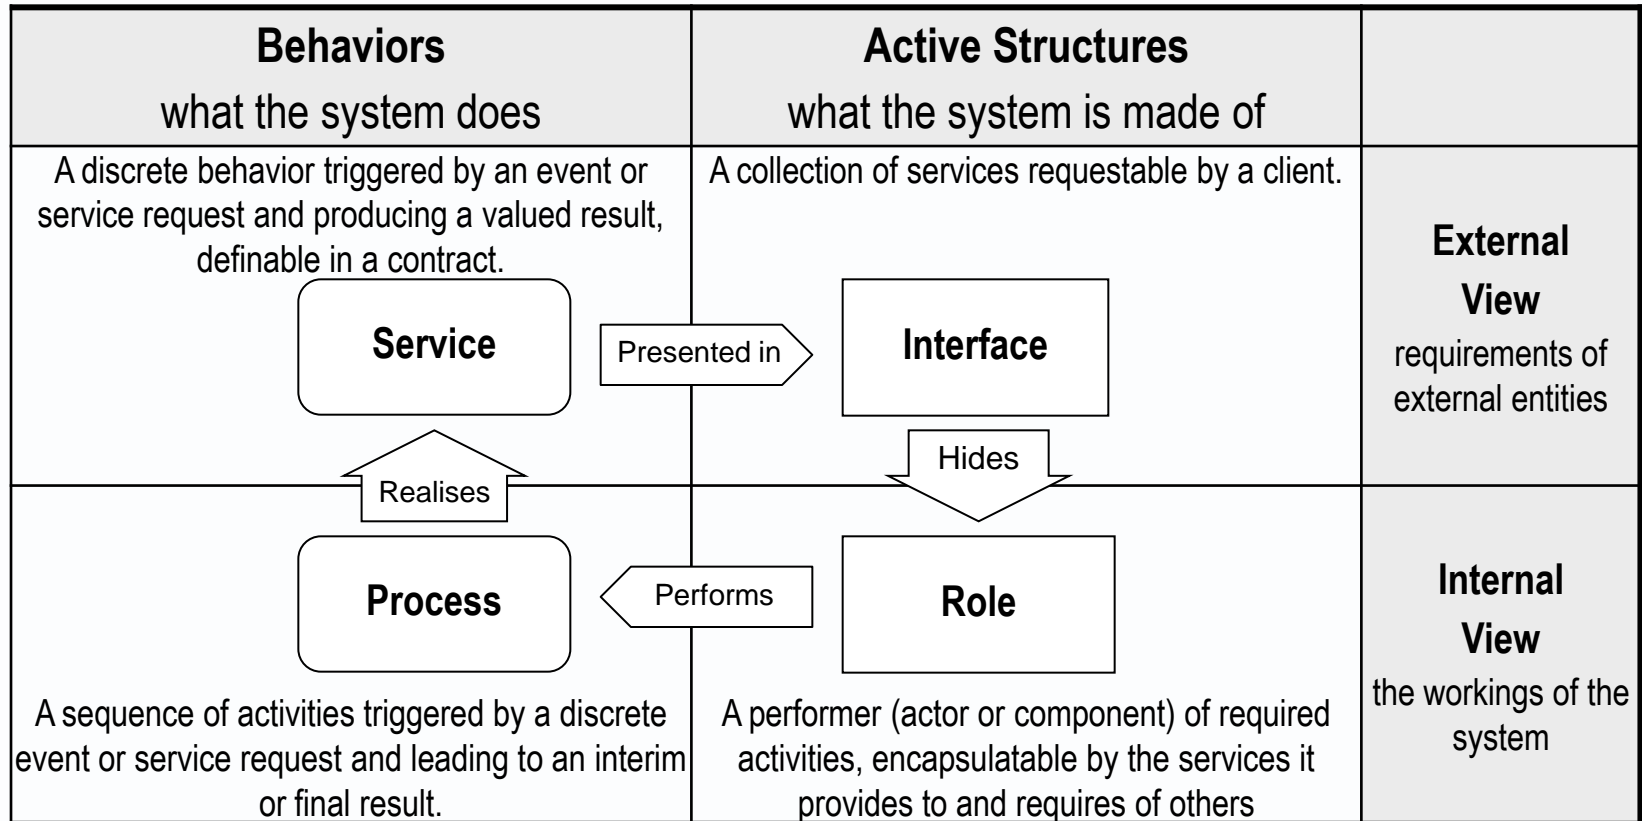 Behaviors
what the system does
Active Structures
what the system is made of
A discrete behavior triggered by an event or
service request and producing a valued result,
definable in a contract.
A collection of services requestable by a client.
External
View
requirements of
external entities
Service
Presented in
Interface
Realises
Hides
Process
Performs
Role
Internal
View
the workings of the
system
A sequence of activities triggered by a discrete
event or service request and leading to an interim
or final result.
A performer (actor or component) of required
activities, encapsulatable by the services it
provides to and requires of others